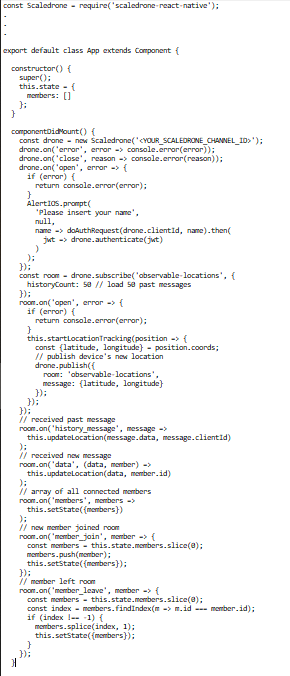 const Scaledrone = require('scaledrone-react-native');
.
.
.
export default class App extends Component {
constructor() {
super();
this.state = {
members: []
};
}
componentDidMount() {
const drone = new Scaledrone('<YOUR_SCALEDRONE_CHANNEL_ID>');
drone.on('error', error => console.error(error));
drone.on('close', reason => console.error(reason));
drone.on('open', error => {
if (error) {
return console.error(error);
}
AlertIOS.prompt(
'Please insert your name',
null,
name => doAuthRequest(drone.clientId, name).then(
jwt => drone.authenticate(jwt)
)
);
});
const room = drone.subscribe('observable-locations', {
historyCount: 50 // load 50 past messages
});
room.on('open', error => {
if (error) {
return console.error(error);
}
this.startLocationTracking(position => {
const {latitude, longitude} = position.coords;
// publish device's new location
drone.publish({
room: 'observable-locations',
message: {latitude, longitude}
});
});
});
// received past message
room.on('history_message', message =>
this.updateLocation(message.data, message.clientId)
);
// received new message
room.on('data', (data, member) =>
this.updateLocation(data, member.id)
);
// array of all connected members
room.on('members', members =>
this.setState({members})
);
// new member joined room
room.on('member_join', member => {
const members = this.state.members.slice(0);
members.push(member);
this.setState({members});
});
// member left room
room.on('member_leave', member => {
const members = this.state.members.slice(0);
const index = members.findIndex(m => m.id === member.id);
if (index !== -1) {
members.splice(index, 1);
this.setState({members});
}
});
}